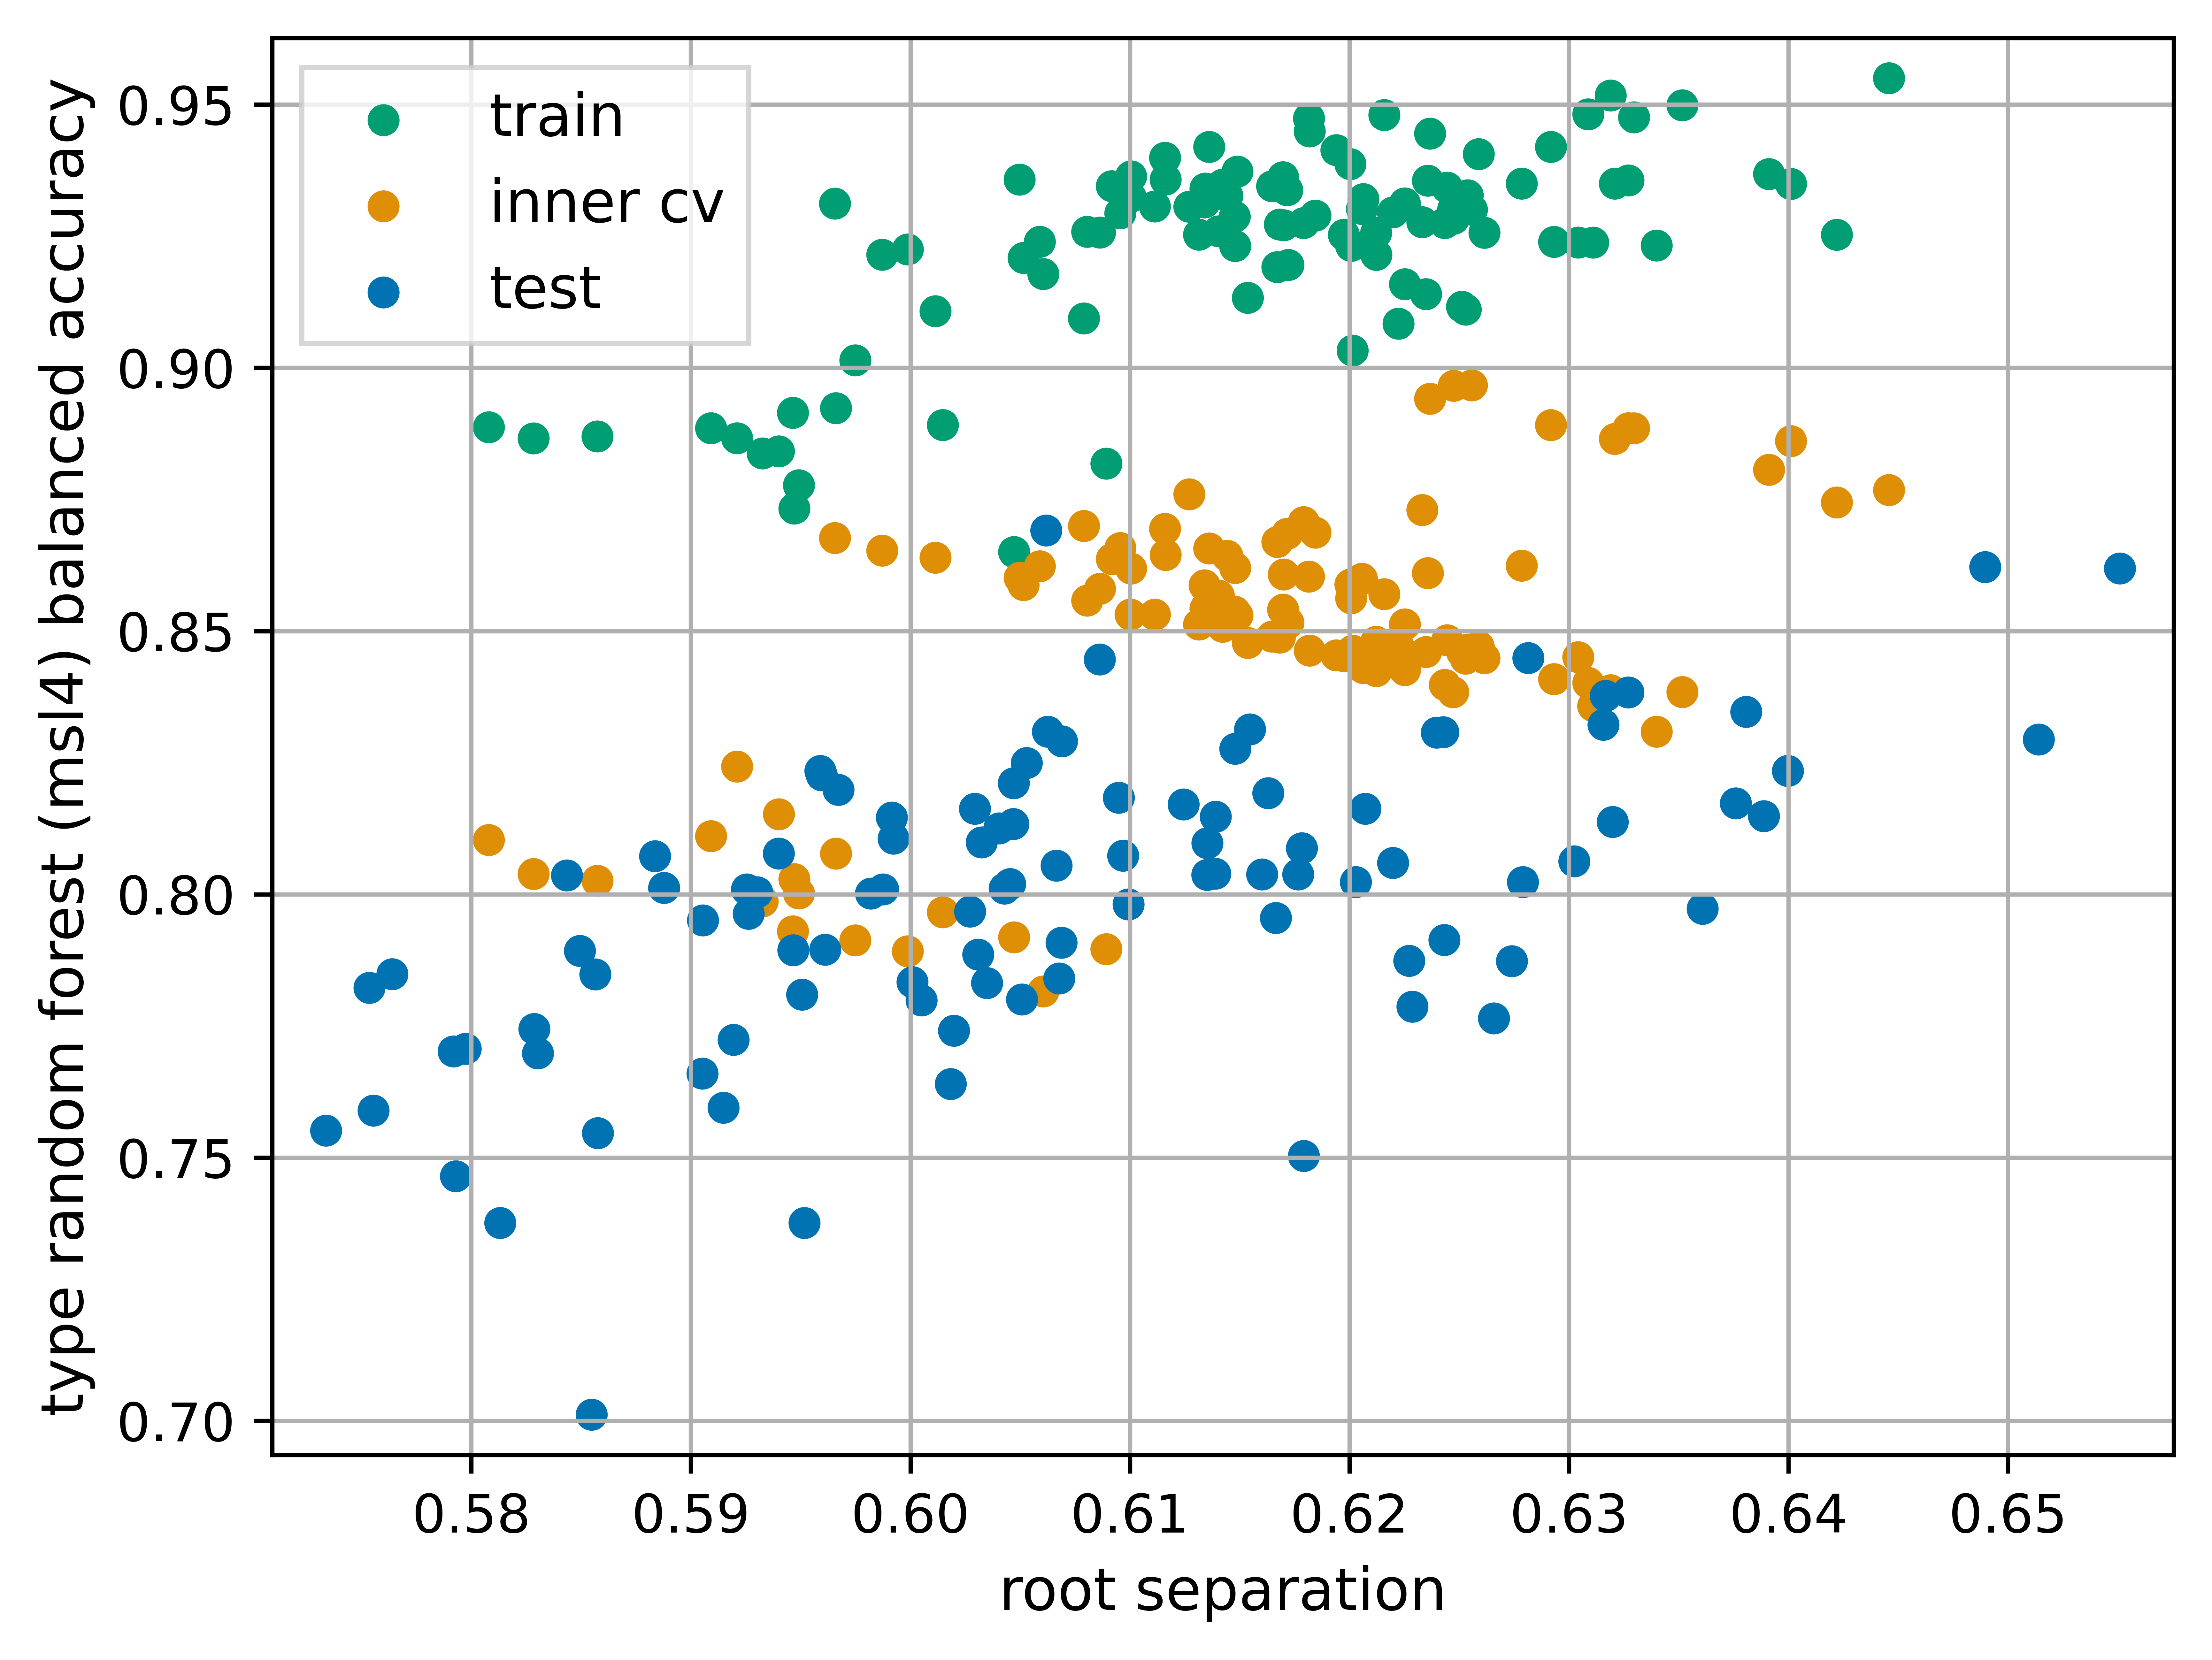 train
inner cv
test
type random forest (msl4) balanced accuracy
0.95
0.90
0.85
0.80
0.75
0.70
0.58 0.59 0.60 0.61 0.62 0.63 0.64 0.65
root separation